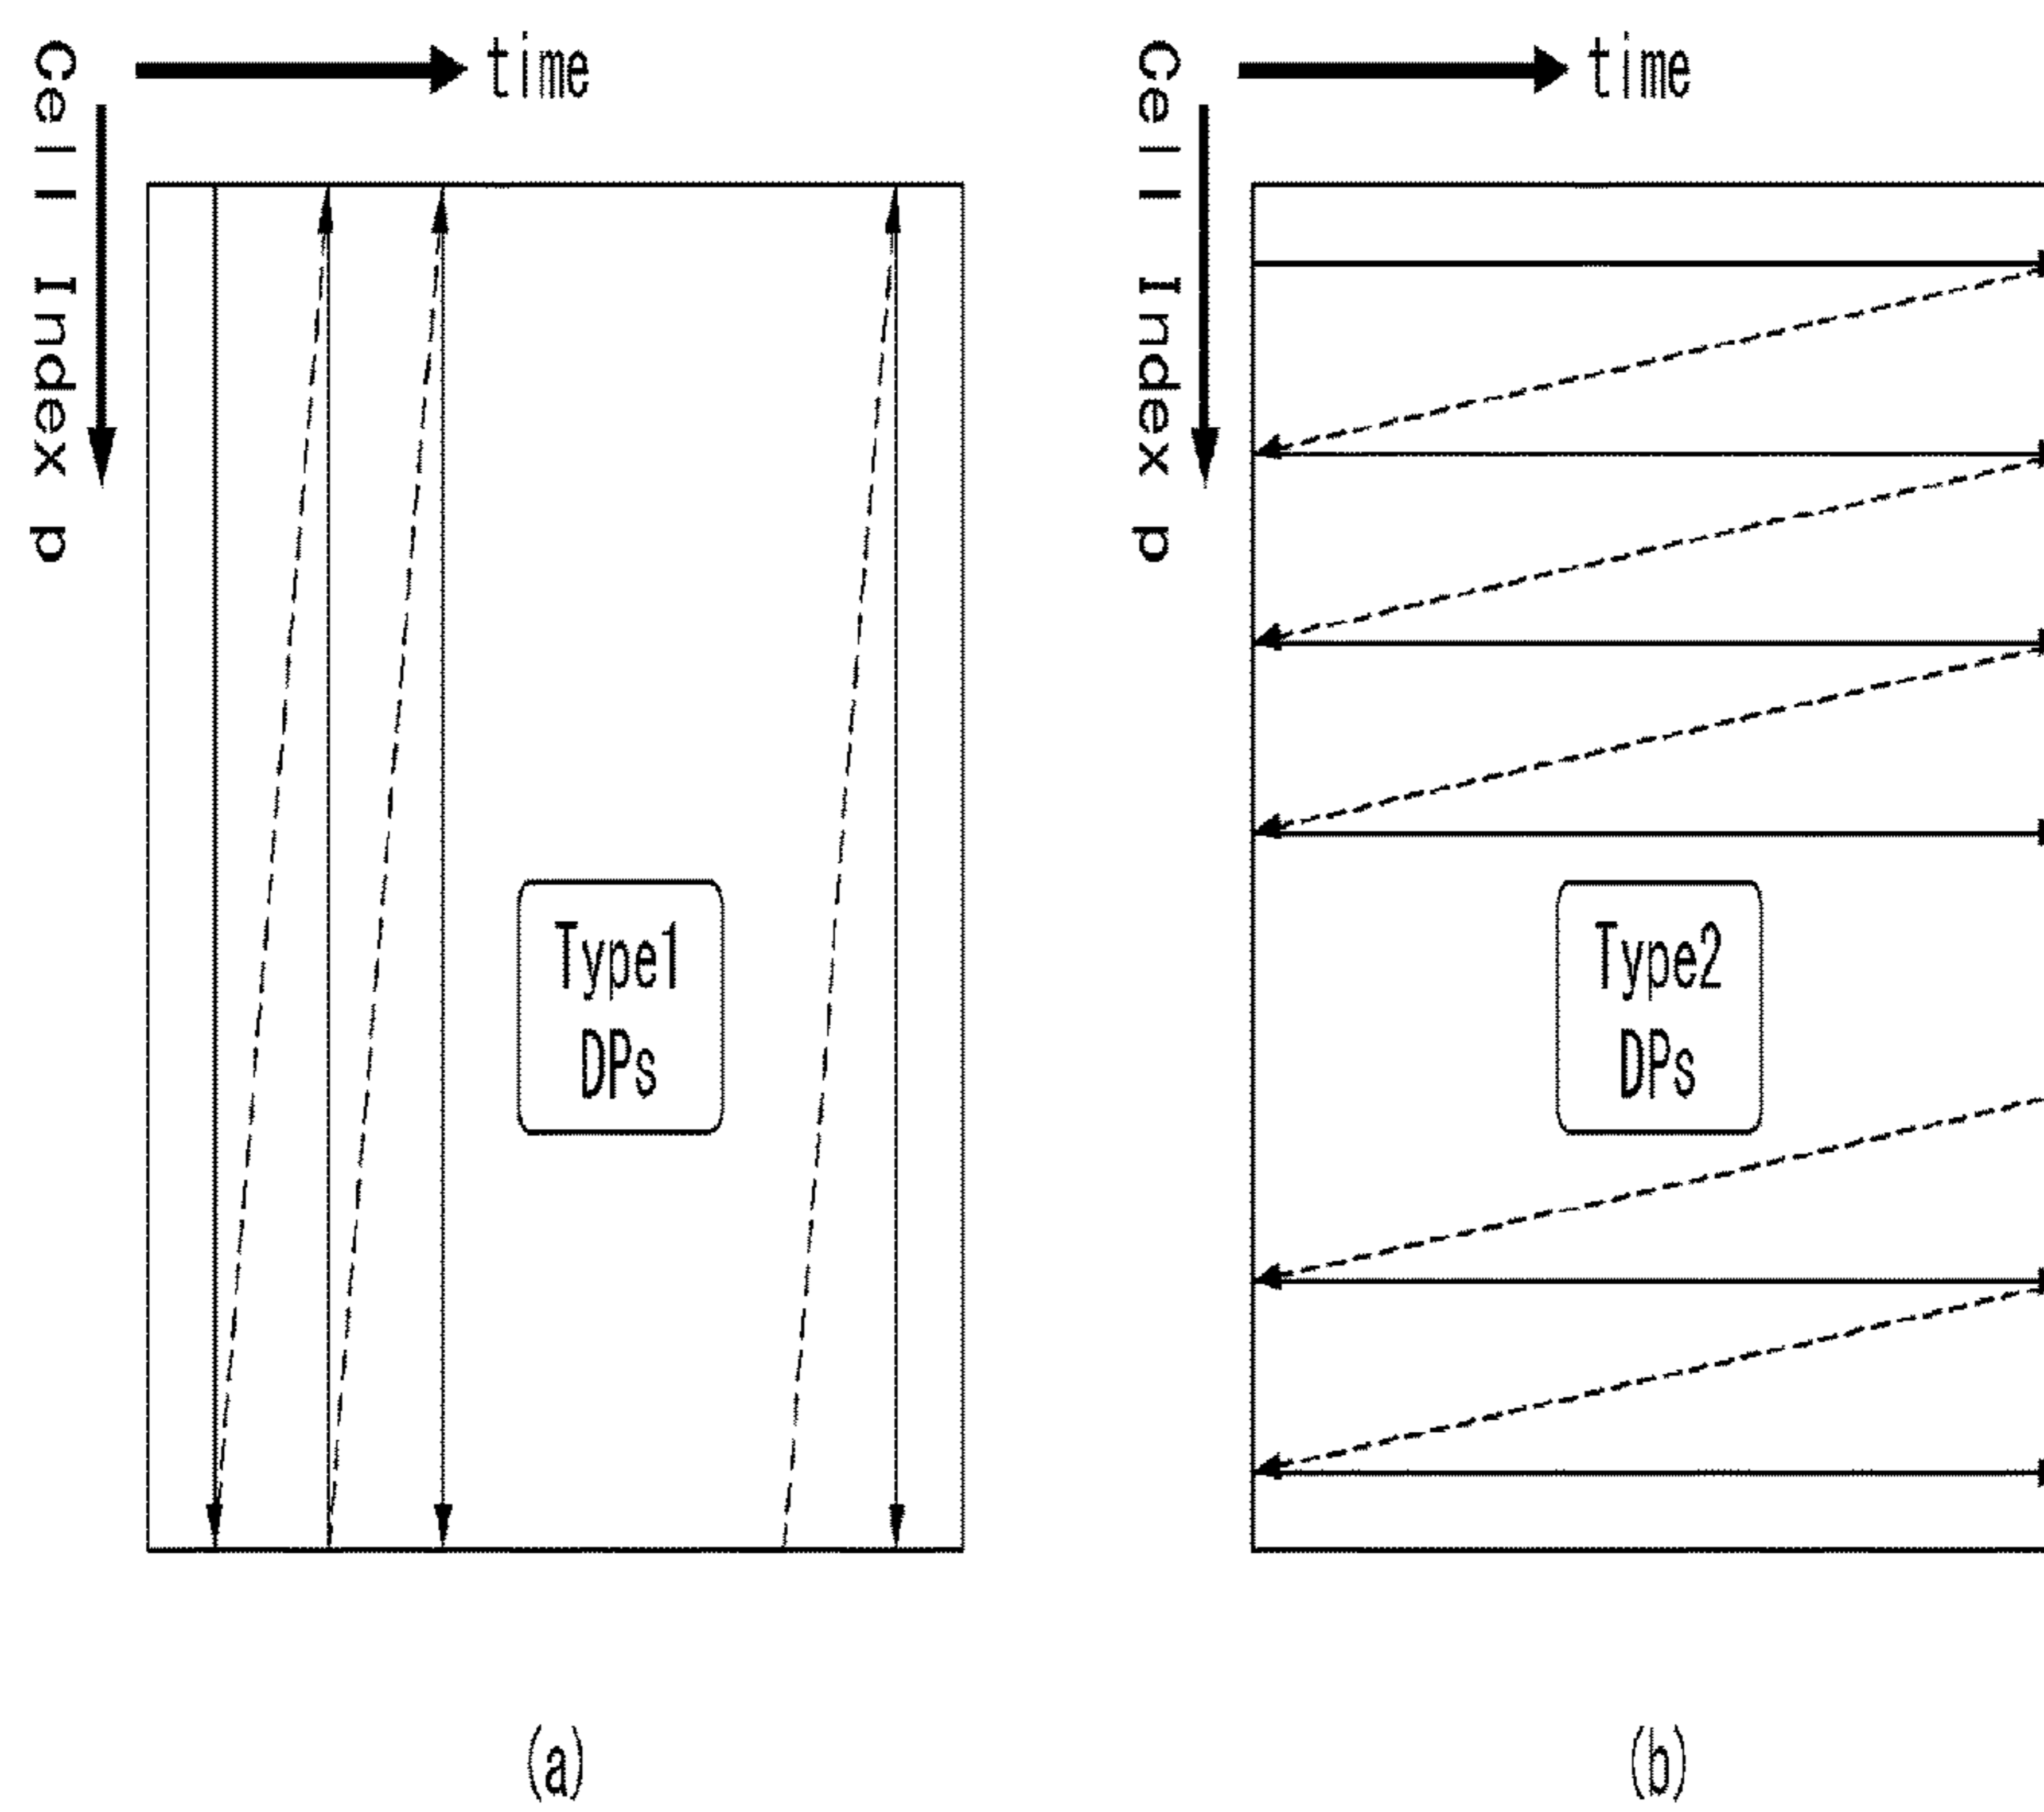 time
Cell Index p
Type1
DPs
(a)
time
Cell Index p
Type2
DPs
(b)